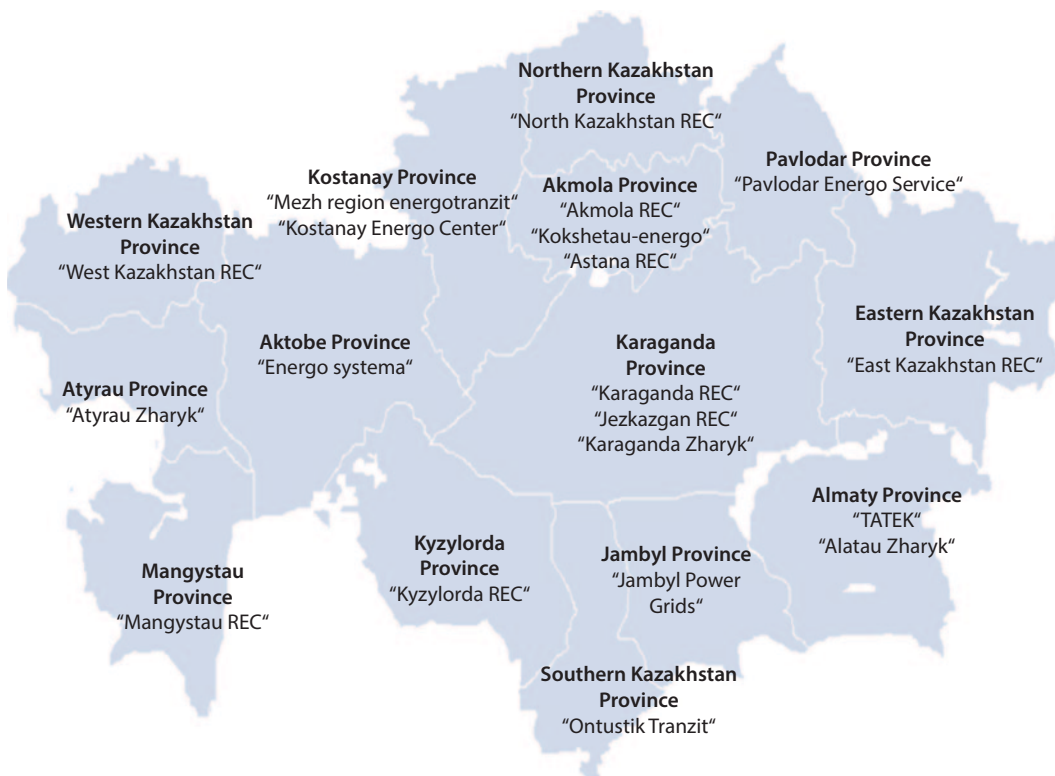 Northern Kazakhstan
Province
“North Kazakhstan REC“
Pavlodar Province
“Pavlodar Energo Service“
Kostanay Province
“Mezh region energotranzit“
“Kostanay Energo Center“
Akmola Province
“Akmola REC“
“Kokshetau-energo“
“Astana REC“
Western Kazakhstan
Province
“West Kazakhstan REC“
Eastern Kazakhstan
Province
“East Kazakhstan REC“
Aktobe Province
“Energo systema“
Karaganda
Province
“Karaganda REC“
“Jezkazgan REC“
“Karaganda Zharyk“
Atyrau Province
“Atyrau Zharyk“
Almaty Province
“TATEK“
“Alatau Zharyk“
Kyzylorda
Province
“Kyzylorda REC“
Jambyl Province
“Jambyl Power
Grids“
Mangystau
Province
“Mangystau REC“
Southern Kazakhstan
Province
“Ontustik Tranzit“